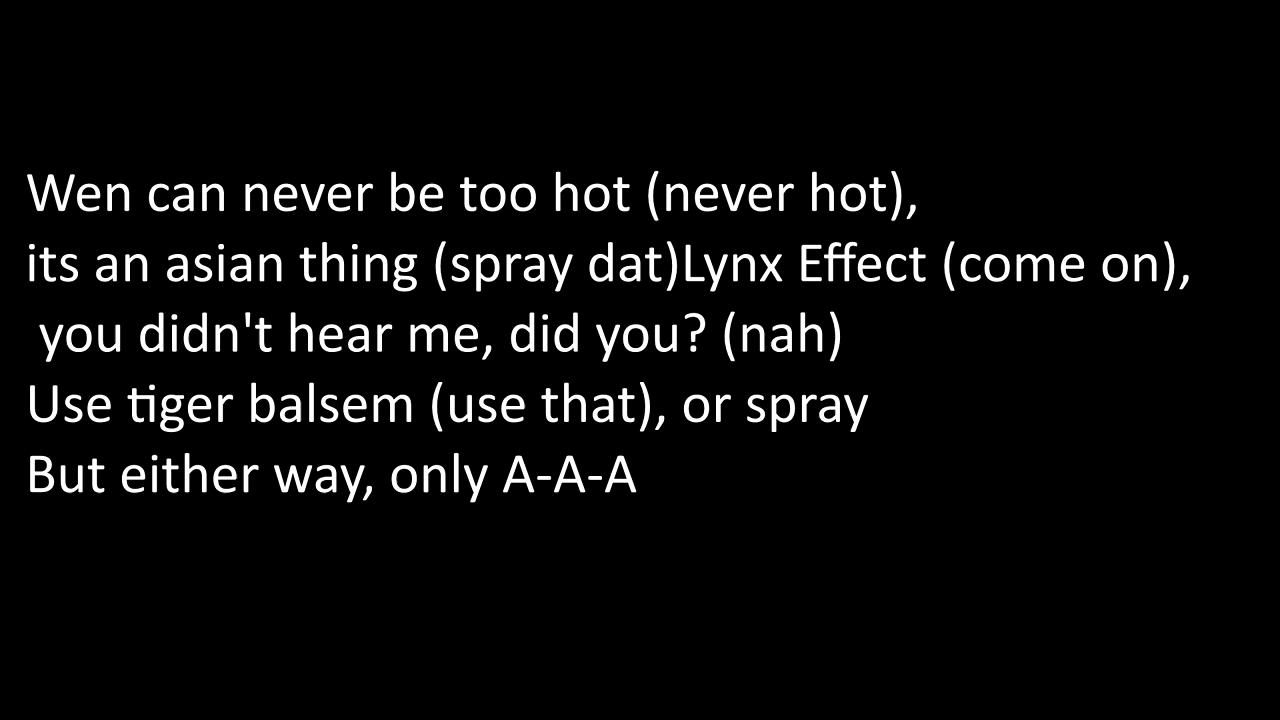 Wen can never be too hot (never hot),
its an asian thing (spray dat)Lynx Effect (come on),
you didn't hear me, did you? (nah)
Use tiger balsem (use that), or spray
But either way, only A-A-A